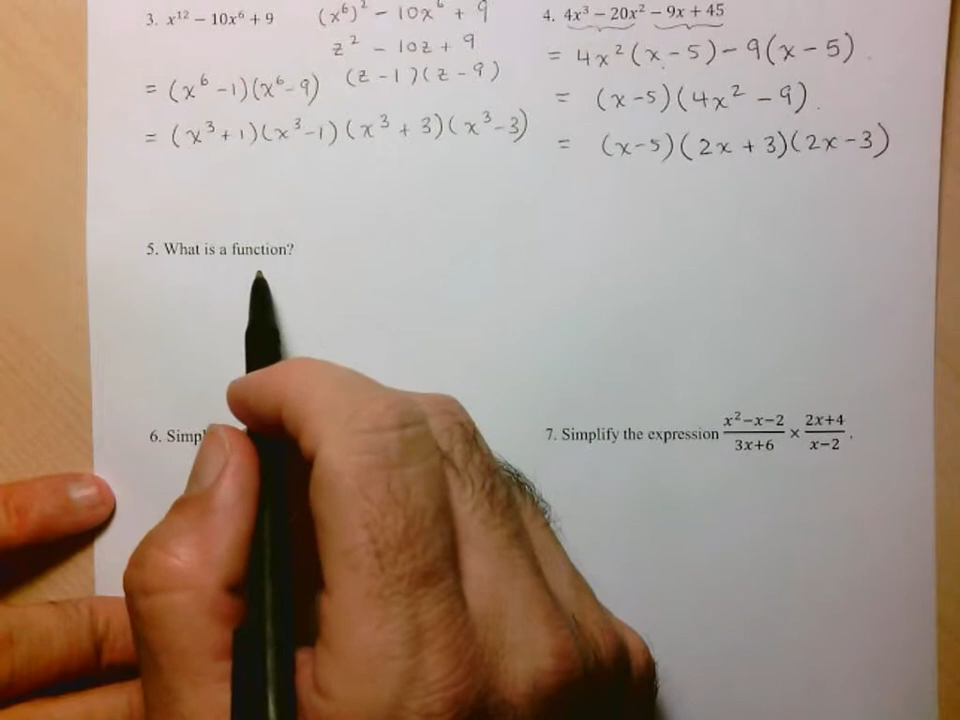 3. x¹² − 10x⁶ + 9 (x⁶)² − 10x⁶ + 9
z² − 10z + 9
= (x⁶ −1)(x⁶−9) (z −1)(z −9)
= (x³+1)(x³−1)(x³ + 3)(x³−3)
4. 4x³ − 20x² − 9x + 45
= 4x²(x −5) − 9(x −5)
= (x−5)(4x² −9)
= (x−5)(2x +3)(2x −3)
5. What is a function?
6.
7. Simplify the expression x²−x−2/3x+6 × 2x+4/x−2.